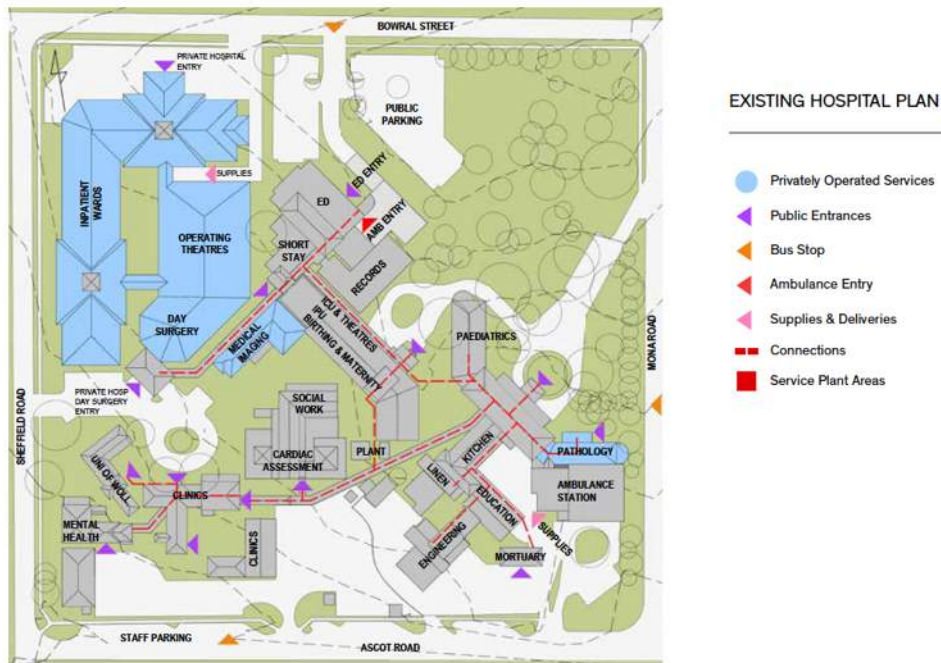 BOWRAL STREET
PRIVATE HOSPITAL
ENTRY
PUBLIC
PARKING
EXISTING HOSPITAL PLAN
SUPPLIES
ED ENTRY
AMB ENTRY
ED
INPATIENT
WARDS
OPERATING
THEATRES
SHORT
STAY
RECORDS
DAY
SURGERY
MEDICAL
IMAGING
ICU & THEATRES
IPU
BIRTHING & MATERNITY
PAEDIATRICS
MONA ROAD
SHEFFIELD ROAD
PRIVATE HOSP
DAY SURGERY
ENTRY
SOCIAL
WORK
CARDIAC
ASSESSMENT
PLANT
KITCHEN
PATHOLOGY
UNI OF WOLL.
CLINICS
LINEN
EDUCATION
AMBULANCE
STATION
MENTAL
HEALTH
CLINICS
ENGINEERING
SUPPLIES
MORTUARY
STAFF PARKING
ASCOT ROAD
Privately Operated Services
Public Entrances
Bus Stop
Ambulance Entry
Supplies & Deliveries
Connections
Service Plant Areas